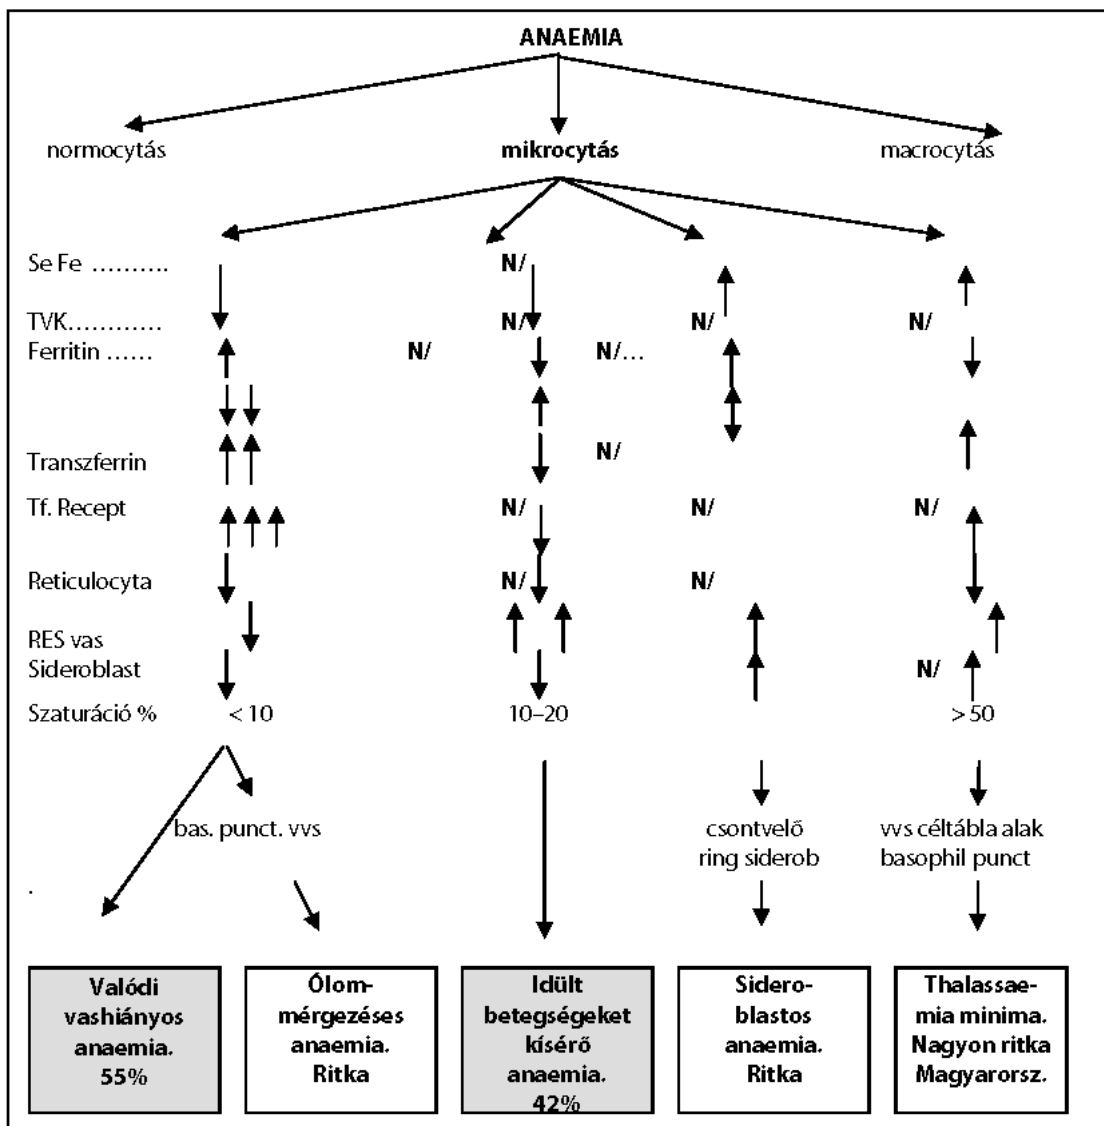 ANAEMIA
normocytás mikrocytás macrocytás
Se Fe ………. N/
TVK………… N/ N/ N/
Ferritin …… N/ N/…
Transzferrin N/
Tf. Recept N/ N/ N/
Reticulocyta N/ N/
RES vas
Sideroblast N/
Szaturáció % < 10 10–20 > 50
bas. punct. vvs
csontvelő
ring siderob
vvs céltábla alak
basophil punct
.
Valódi
vashiányos
anaemia.
55%
Ólom-
mérgezéses
anaemia.
Ritka
Idült
betegségeket
kísérő
anaemia.
42%
Sidero-
blastos
anaemia.
Ritka
Thalassae-
mia minima.
Nagyon ritka
Magyarorsz.